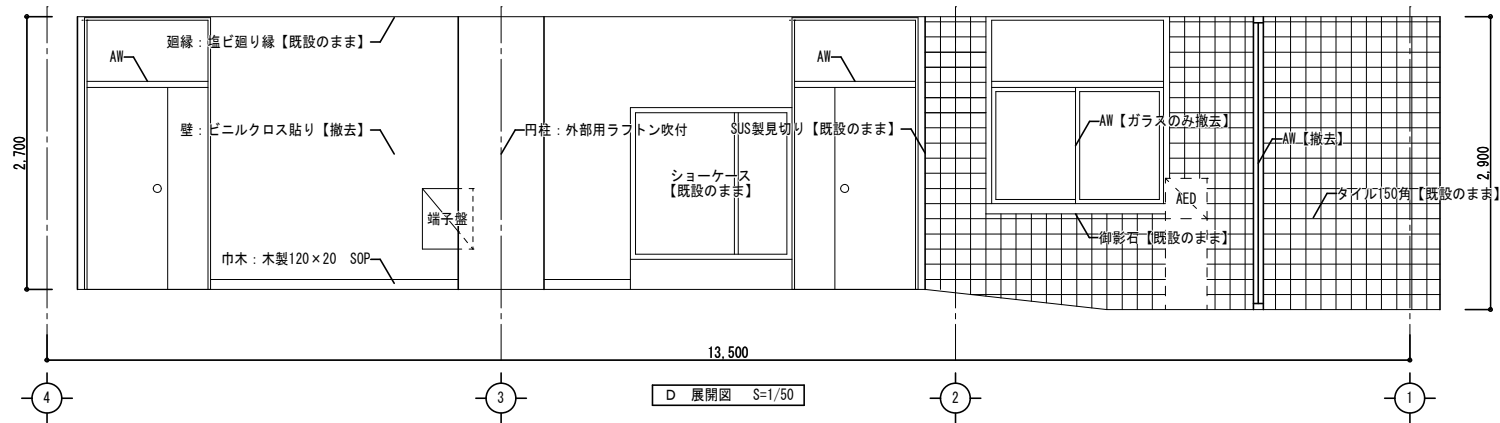 廻縁：塩ビ廻り縁【既設のまま】
AW
AW
壁：ビニルクロス貼り【撤去】
円柱：外部用ラフトン吹付
SUS製見切り【既設のまま】
AW【ガラスのみ撤去】
AW【撤去】
2,700
2,900
ショーケース
【既設のまま】
端子盤
AED
タイル150角【既設のまま】
御影石【既設のまま】
巾木：木製120×20 SOP
13,500
4
3
D 展開図 S=1/50
2
1